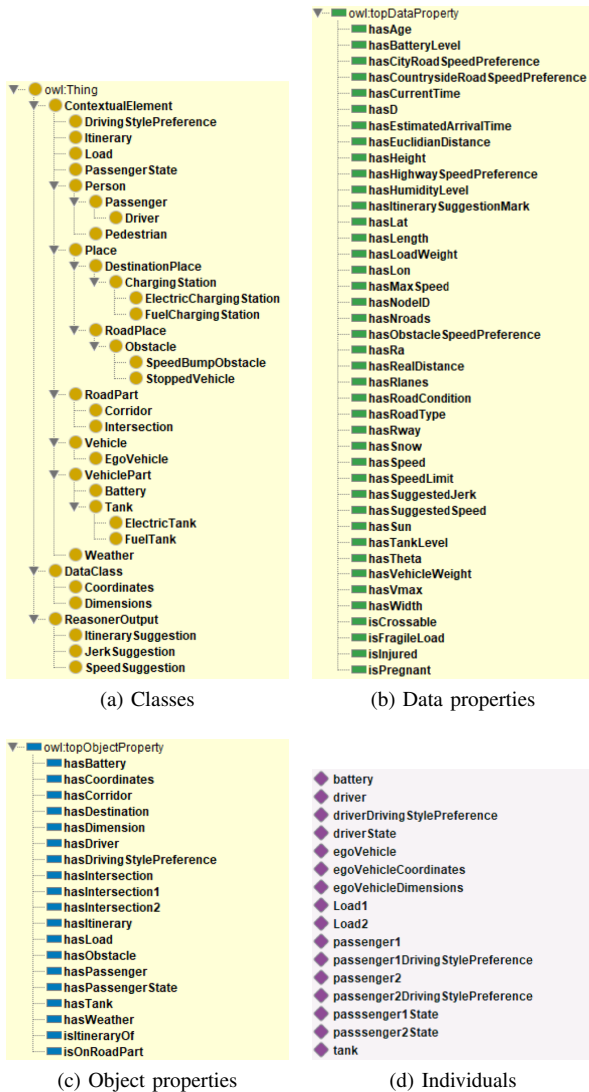 owl:Thing
ContextualElement
DrivingStylePreference
Itinerary
Load
PassengerState
Person
Passenger
Driver
Pedestrian
Place
DestinationPlace
ChargingStation
ElectricChargingStation
FuelChargingStation
RoadPlace
Obstacle
SpeedBumpObstacle
StoppedVehicle
RoadPart
Corridor
Intersection
Vehicle
EgoVehicle
VehiclePart
Battery
Tank
ElectricTank
FuelTank
Weather
DataClass
Coordinates
Dimensions
ReasonerOutput
ItinerarySuggestion
JerkSuggestion
SpeedSuggestion
(a) Classes
owl:topDataProperty
hasAge
hasBatteryLevel
hasCityRoadSpeedPreference
hasCountrysideRoadSpeedPreference
hasCurrentTime
hasD
hasEstimatedArrivalTime
hasEuclidianDistance
hasHeight
hasHighwaySpeedPreference
hasHumidityLevel
hasItinerarySuggestionMark
hasLat
hasLength
hasLoadWeight
hasLon
hasMaxSpeed
hasNodeID
hasNroads
hasObstacleSpeedPreference
hasRa
hasRealDistance
hasRlanes
hasRoadCondition
hasRoadType
hasRway
hasSnow
hasSpeed
hasSpeedLimit
hasSuggestedJerk
hasSuggestedSpeed
hasSun
hasTankLevel
hasTheta
hasVehicleWeight
hasVmax
hasWidth
isCrossable
isFragileLoad
isInjured
isPregnant
(b) Data properties
owl:topObjectProperty
hasBattery
hasCoordinates
hasCorridor
hasDestination
hasDimension
hasDriver
hasDrivingStylePreference
hasIntersection
hasIntersection1
hasIntersection2
hasItinerary
hasLoad
hasObstacle
hasPassenger
hasPassengerState
hasTank
hasWeather
isItineraryOf
isOnRoadPart
(c) Object properties
battery
driver
driverDrivingStylePreference
driverState
egoVehicle
egoVehicleCoordinates
egoVehicleDimensions
Load1
Load2
passenger1
passenger1DrivingStylePreference
passenger2
passenger2DrivingStylePreference
passsenger1State
passsenger2State
tank
(d) Individuals